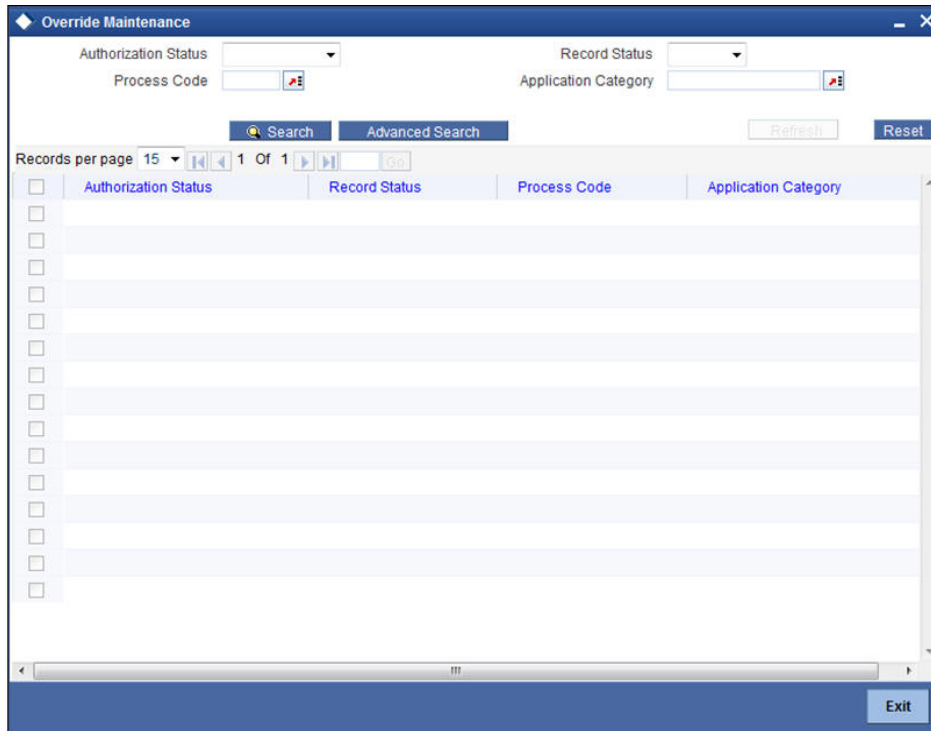 Override Maintenance
Authorization Status
Record Status
Process Code
Application Category
Search
Advanced Search
Refresh
Reset
Records per page 15 1 Of 1 Go
Authorization Status Record Status Process Code Application Category
Exit